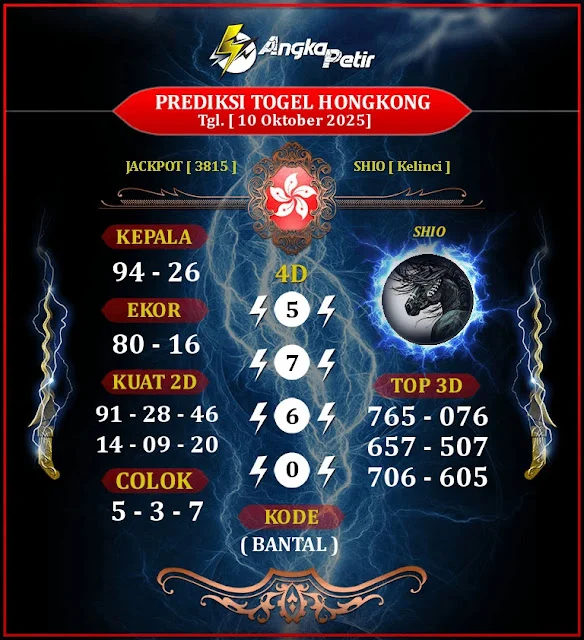 Angka Petir
PREDIKSI TOGEL HONGKONG
Tgl. [ 10 Oktober 2025]
JACKPOT [ 3815 ]
SHIO [ Kelinci ]
KEPALA
94 - 26
EKOR
80 - 16
KUAT 2D
91 - 28 - 46
14 - 09 - 20
COLOK
5 - 3 - 7
4D
5
7
6
0
KODE
( BANTAL )
SHIO
TOP 3D
765 - 076
657 - 507
706 - 605